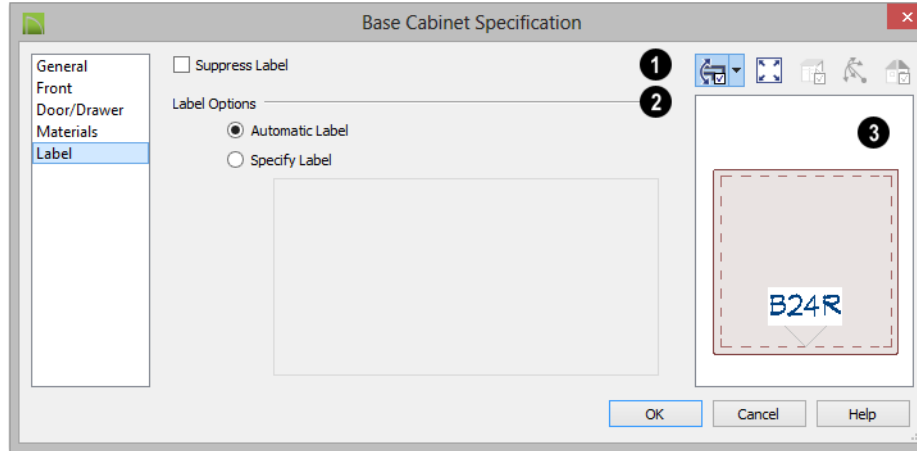 Base Cabinet Specification
General
Front
Door/Drawer
Materials
Label
Suppress Label
1
Label Options
2
Automatic Label
Specify Label
3
B24R
OK
Cancel
Help